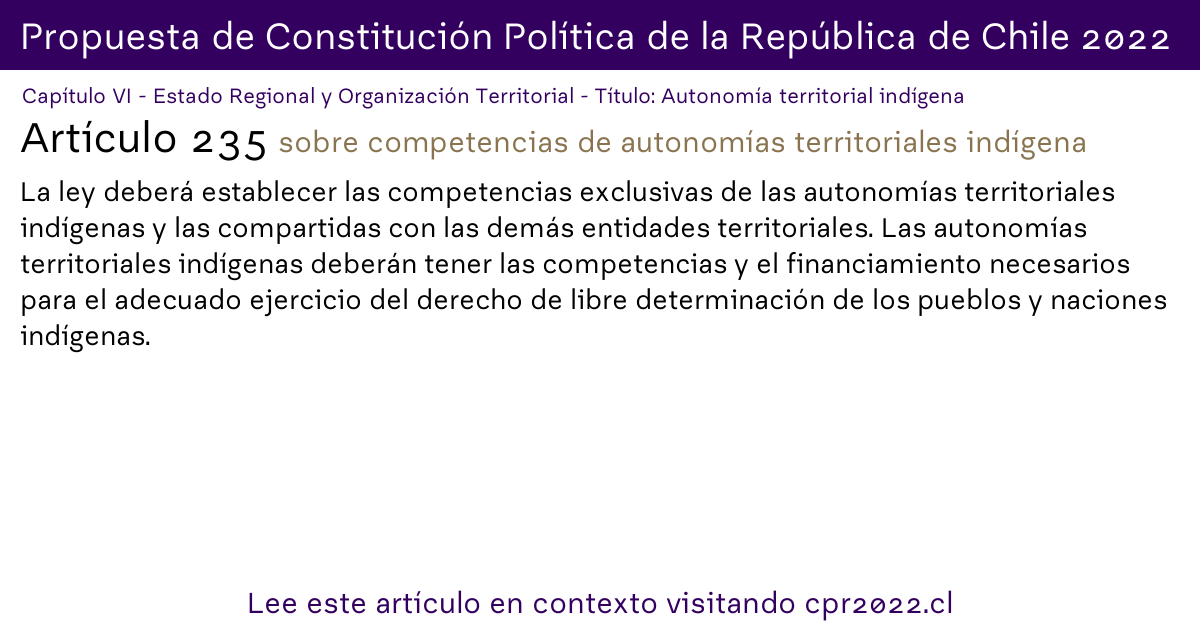 Propuesta de Constitución Política de la República de Chile 2022
Capítulo VI - Estado Regional y Organización Territorial - Título: Autonomía territorial indígena
Artículo 235 sobre competencias de autonomías territoriales indígena
La ley deberá establecer las competencias exclusivas de las autonomías territoriales
indígenas y las compartidas con las demás entidades territoriales. Las autonomías
territoriales indígenas deberán tener las competencias y el financiamiento necesarios
para el adecuado ejercicio del derecho de libre determinación de los pueblos y naciones
indígenas.
Lee este artículo en contexto visitando cpr2022.cl